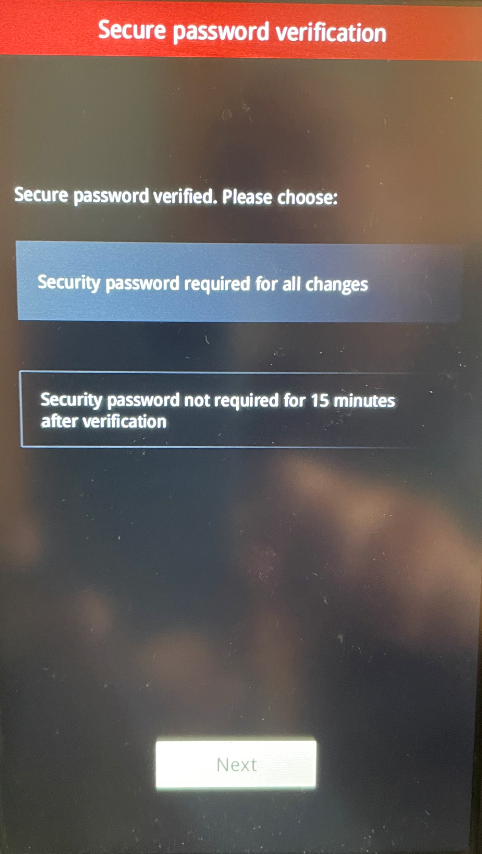 Secure password verification
Secure password verified. Please choose:
Security password required for all changes
Security password not required for 15 minutes
after verification
Next